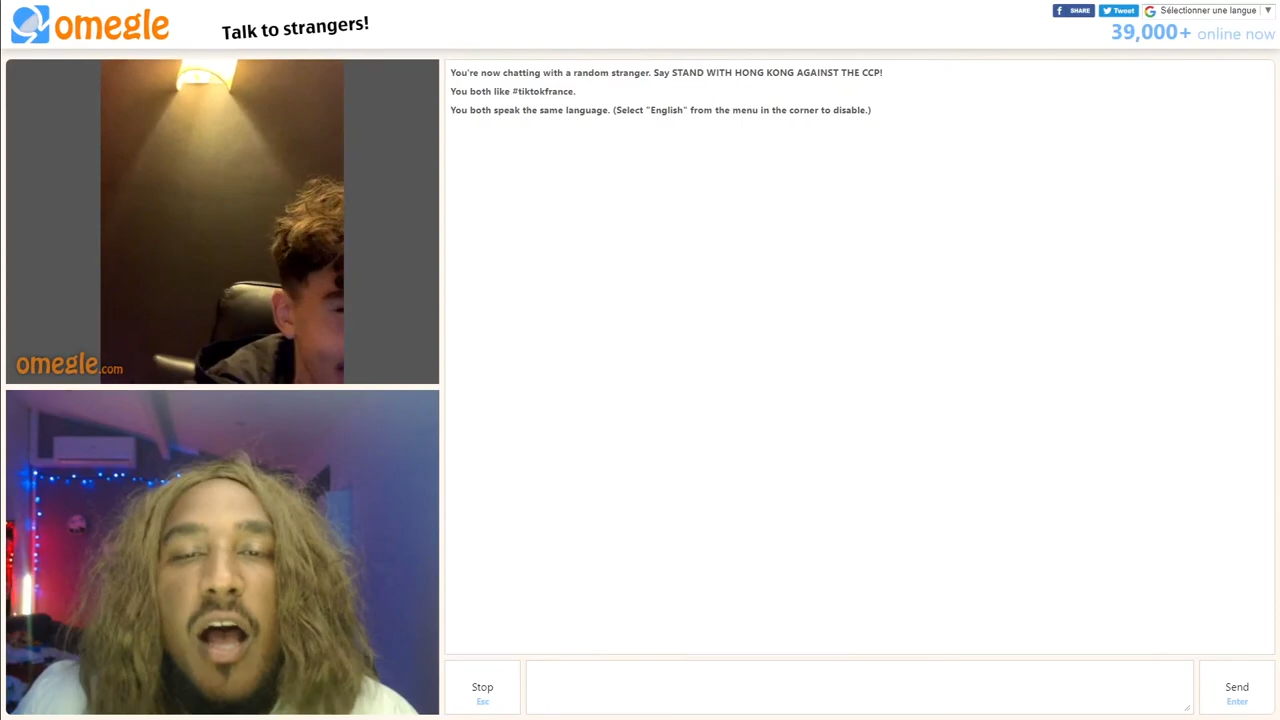 omegle
Talk to strangers!
f SHARE
Tweet
G Sélectionner une langue ▼
39,000+ online now
You're now chatting with a random stranger. Say STAND WITH HONG KONG AGAINST THE CCP!
You both like #tiktokfrance.
You both speak the same language. (Select "English" from the menu in the corner to disable.)
omegle.com
Stop
Esc
Send
Enter